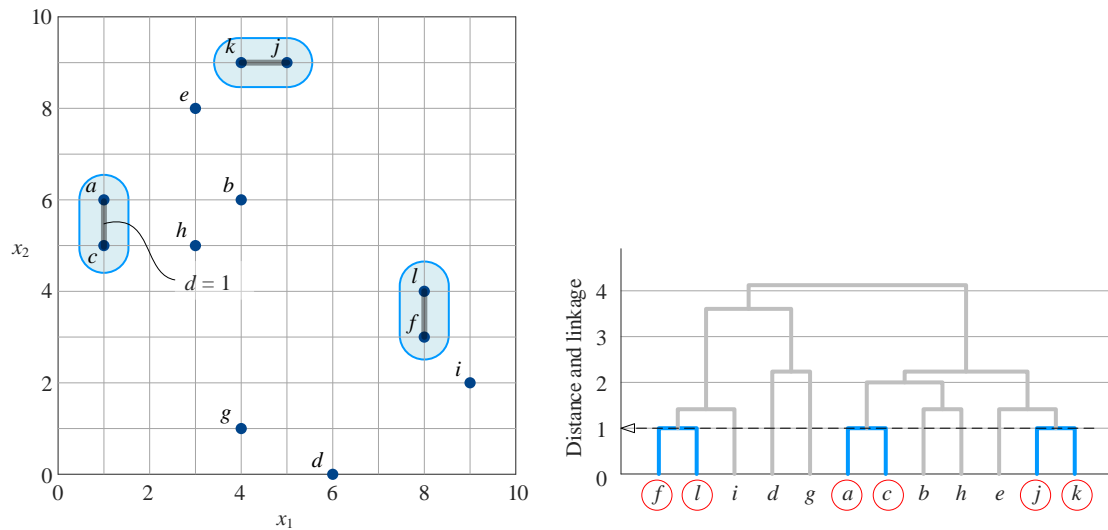 10
k j
8
e
6
a
b
h
x2
c
d = 1
4
l
f
2
i
g
d
0
0 2 4 6 8 10
x1
Distance and linkage
4
3
2
1
0
f l i d g a c b h e j k